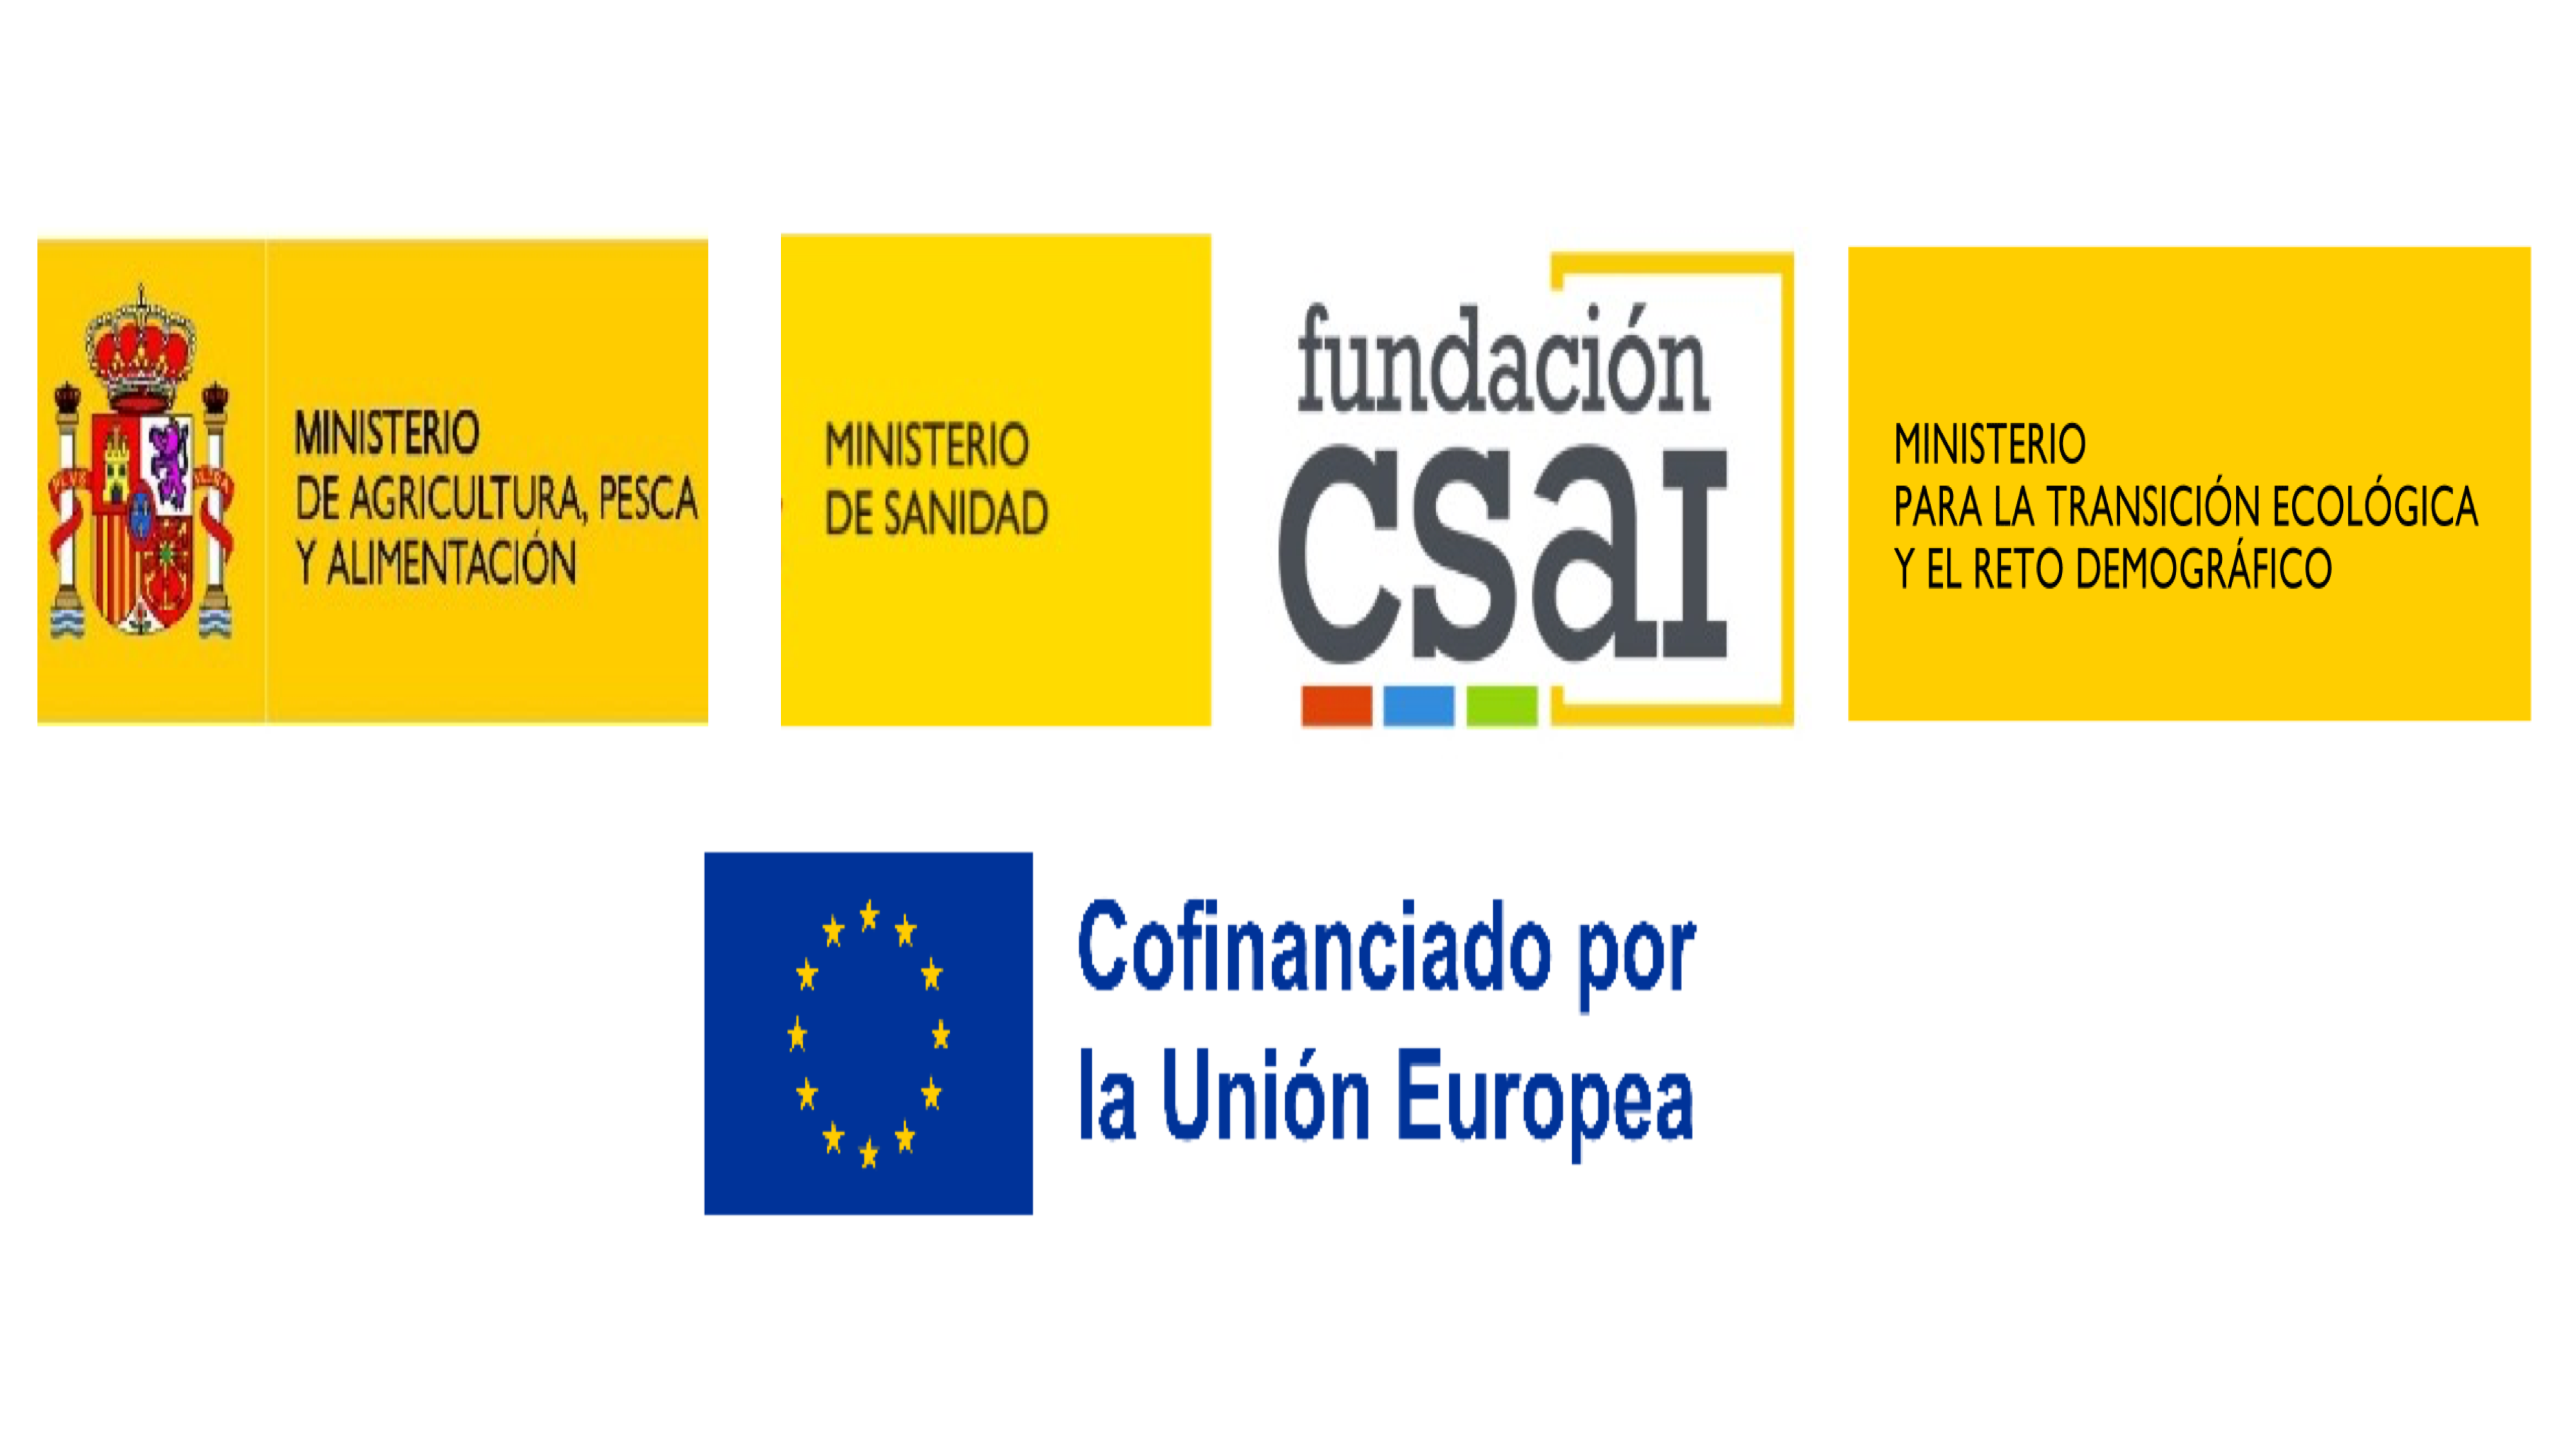 MINISTERIO
DE AGRICULTURA, PESCA
Y ALIMENTACIÓN
MINISTERIO
DE SANIDAD
fundación
csaı
MINISTERIO
PARA LA TRANSICIÓN ECOLÓGICA
Y EL RETO DEMOGRÁFICO
Cofinanciado por
la Unión Europea